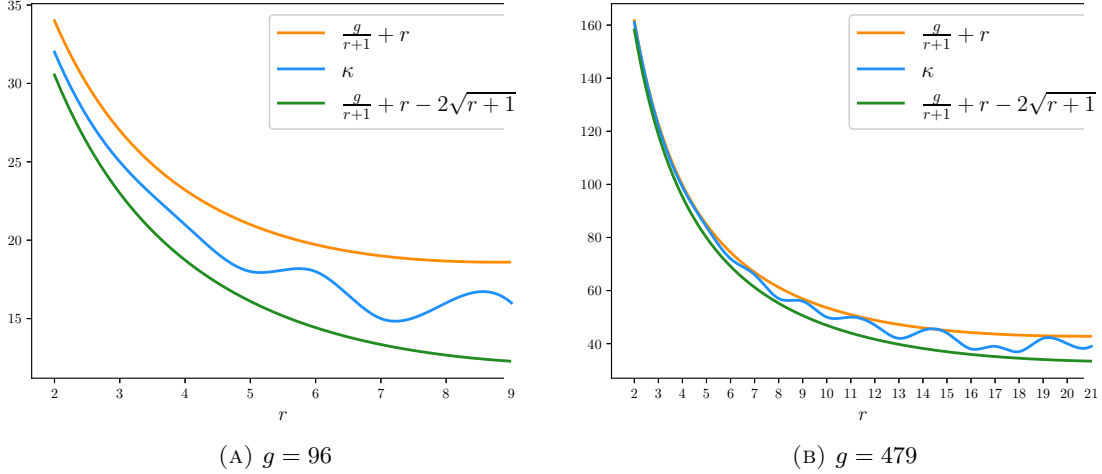 35
30
25
20
15
2 3 4 5 6 7 8 9
r
g/(r+1) + r
κ
g/(r+1) + r − 2√(r+1)
(A) g = 96
160
140
120
100
80
60
40
2 3 4 5 6 7 8 9 10 11 12 13 14 15 16 17 18 19 20 21
r
g/(r+1) + r
κ
g/(r+1) + r − 2√(r+1)
(B) g = 479